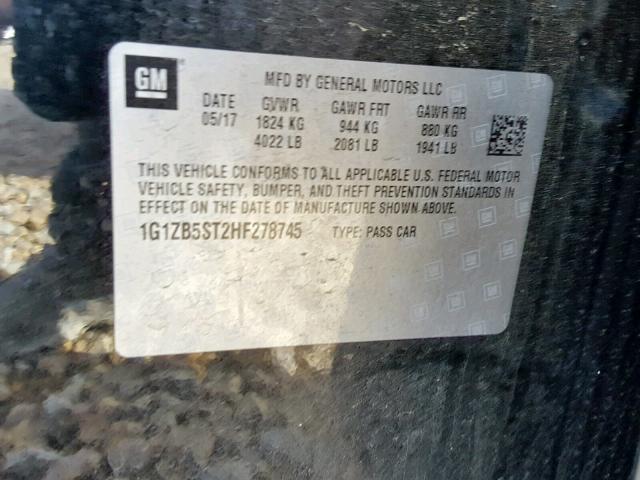 GM
MFD BY GENERAL MOTORS LLC
DATE GVWR GAWR FRT GAWR RR
05/17 1824 KG 944 KG 880 KG
4022 LB 2081 LB 1941 LB
THIS VEHICLE CONFORMS TO ALL APPLICABLE U.S. FEDERAL MOTOR
VEHICLE SAFETY, BUMPER, AND THEFT PREVENTION STANDARDS IN
EFFECT ON THE DATE OF MANUFACTURE SHOWN ABOVE.
1G1ZB5ST2HF278745 TYPE: PASS CAR